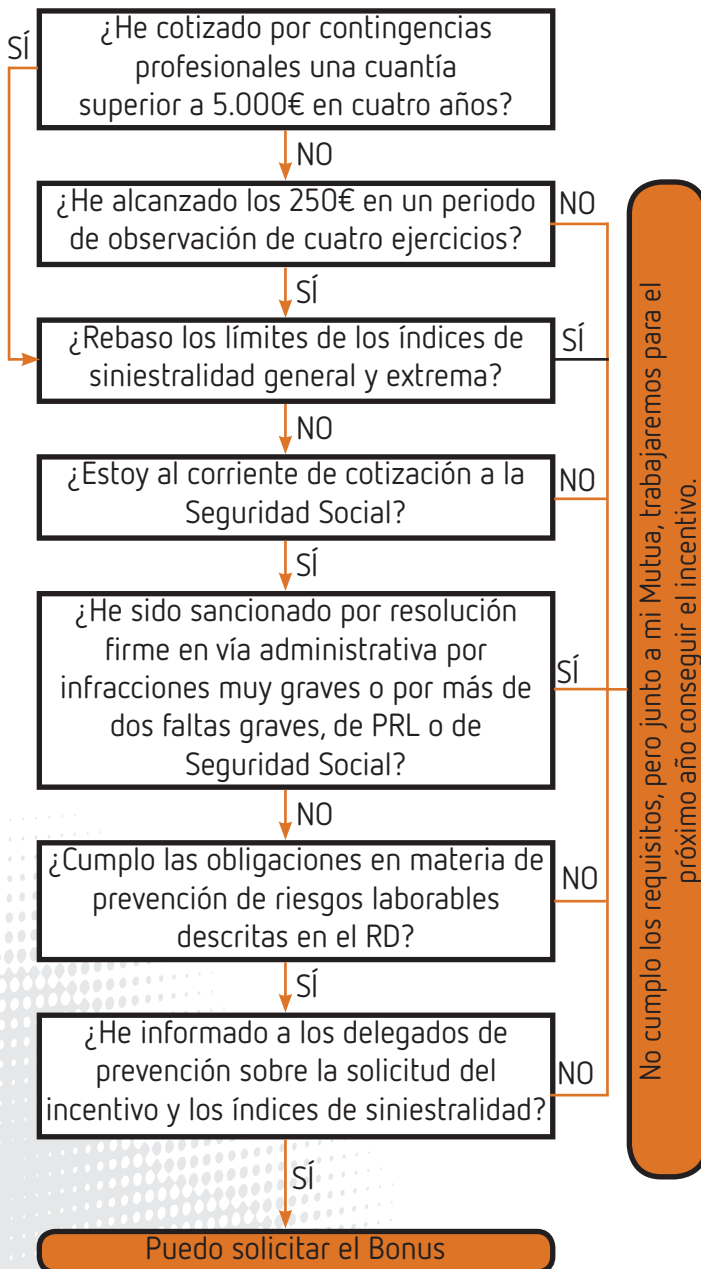 ¿He cotizado por contingencias
profesionales una cuantía
superior a 5.000€ en cuatro años?
SÍ
NO
¿He alcanzado los 250€ en un periodo
de observación de cuatro ejercicios?
NO
SÍ
¿Rebaso los límites de los índices de
siniestralidad general y extrema?
SÍ
NO
¿Estoy al corriente de cotización a la
Seguridad Social?
NO
SÍ
¿He sido sancionado por resolución
firme en vía administrativa por
infracciones muy graves o por más de
dos faltas graves, de PRL o de
Seguridad Social?
SÍ
NO
¿Cumplo las obligaciones en materia de
prevención de riesgos laborables
descritas en el RD?
NO
SÍ
¿He informado a los delegados de
prevención sobre la solicitud del
incentivo y los índices de siniestralidad?
NO
SÍ
Puedo solicitar el Bonus
No cumplo los requisitos, pero junto a mi Mutua, trabajaremos para el
próximo año conseguir el incentivo.